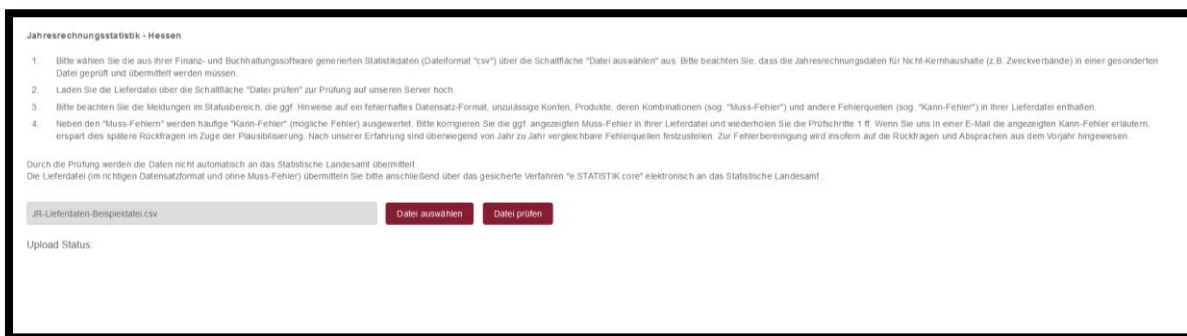 Jahresrechnungsstatistik - Hessen
1. Bitte wählen Sie die aus Ihrer Finanz- und Buchhaltungssoftware generierten Statistikdaten (Dateiformat "csv") über die Schaltfläche "Datei auswählen" aus. Bitte beachten Sie, dass die Jahresrechnungsdaten für Nicht-Kernhaushalte (z.B. Zweckverbände) in einer gesonderten
Datei geprüft und übermittelt werden müssen.
2. Laden Sie die Lieferdatei über die Schaltfläche "Datei prüfen" zur Prüfung auf unseren Server hoch.
3. Bitte beachten Sie die Meldungen im Statusbereich, die ggf. Hinweise auf ein fehlerhaftes Datensatz-Format, unzulässige Konten, Produkte, deren Kombinationen (sog. "Muss-Fehler") und andere Fehlerquellen (sog. "Kann-Fehler") in Ihrer Lieferdatei enthalten.
4. Neben den "Muss-Fehlern" werden häufige "Kann-Fehler" (mögliche Fehler) ausgewertet. Bitte korrigieren Sie die ggf. angezeigten Muss-Fehler in Ihrer Lieferdatei und wiederholen Sie die Prüfschritte 1 ff. Wenn Sie uns in einer E-Mail die angezeigten Kann-Fehler erläutern,
erspart dies spätere Rückfragen im Zuge der Plausibilisierung. Nach unserer Erfahrung sind überwiegend von Jahr zu Jahr vergleichbare Fehlerquellen festzustellen. Zur Fehlerbereinigung wird insofern auf die Rückfragen und Absprachen aus dem Vorjahr hingewiesen.
Durch die Prüfung werden die Daten nicht automatisch an das Statistische Landesamt übermittelt.
Die Lieferdatei (im richtigen Datensatzformat und ohne Muss-Fehler) übermitteln Sie bitte anschließend über das gesicherte Verfahren "e.STATISTIK.core" elektronisch an das Statistische Landesamt .
JR-Lieferdaten-Beispieldatei.csv Datei auswählen Datei prüfen
Upload Status: